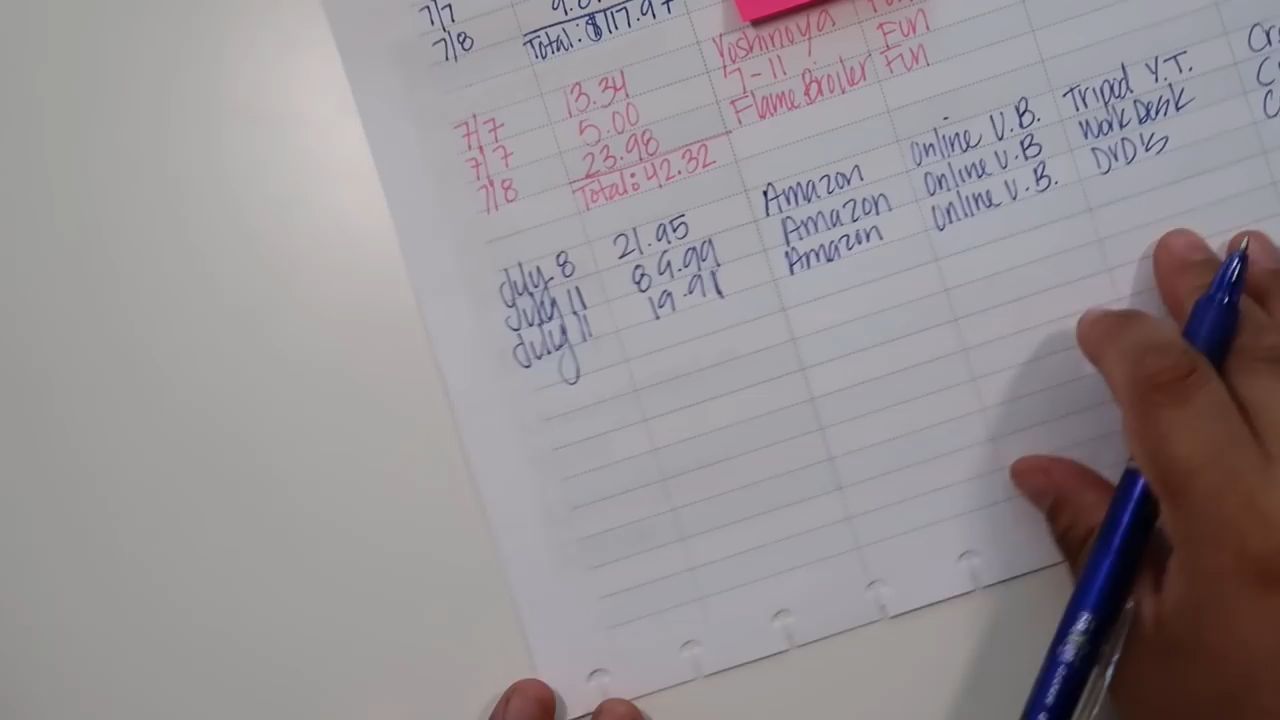 7/7
7/8 Total: $117.97
7/7 13.34 Yoshinoya
7/7 5.00 7-11 Fun
7/8 23.98 Flame Broiler Fun
Total: 42.32
July 8 21.95 Amazon Online V.B. Tripod Y.T.
July 11 89.99 Amazon Online V.B Work Desk
July 11 19.91 Amazon Online V.B. DVD's